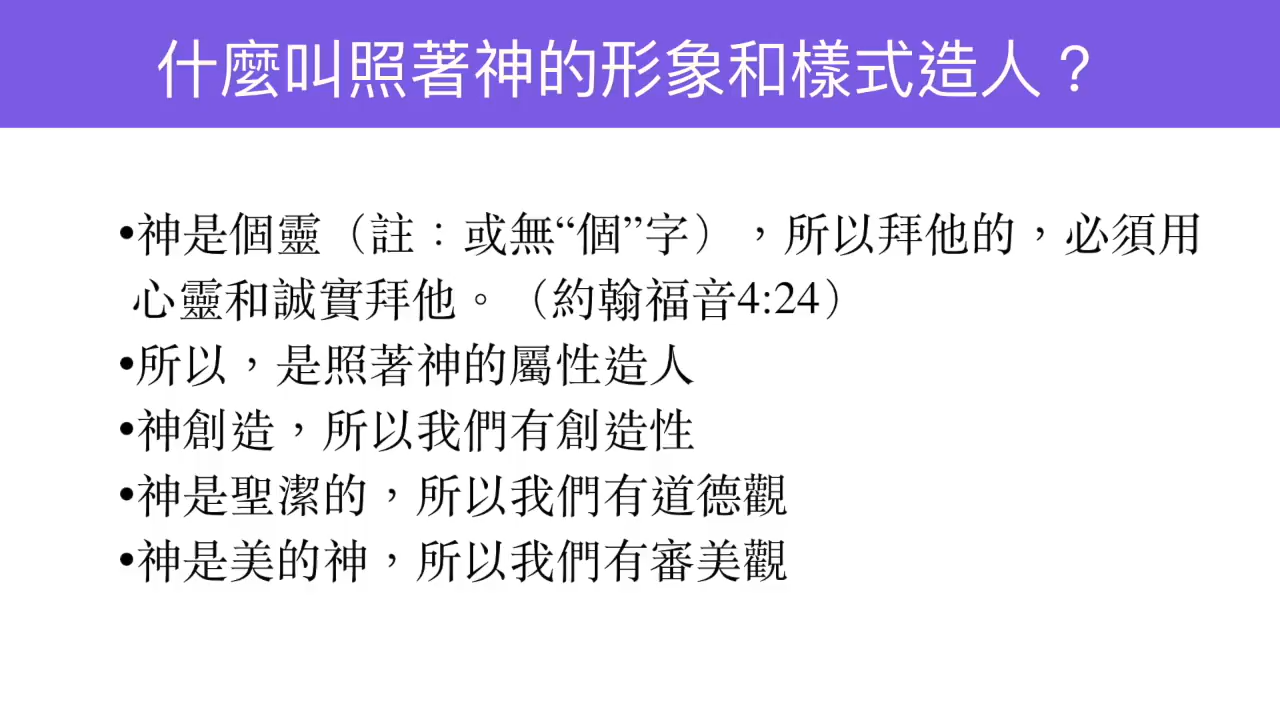 什麼叫照著神的形象和樣式造人？
•神是個靈（註：或無“個”字），所以拜他的，必須用
心靈和誠實拜他。（約翰福音4:24）
•所以，是照著神的屬性造人
•神創造，所以我們有創造性
•神是聖潔的，所以我們有道德觀
•神是美的神，所以我們有審美觀